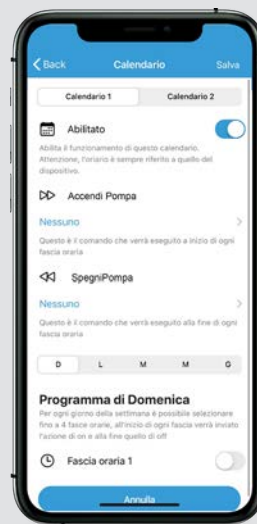 Back Calendario Salva
Calendario 1 Calendario 2
Abilitato
Abilita il funzionamento di questo calendario.
Attenzione, l'orario è sempre riferito a quello del
dispositivo.
Accendi Pompa
Nessuno
Questo è il comando che verrà eseguito a inizio di ogni
fascia oraria
SpegniPompa
Nessuno
Questo è il comando che verrà eseguito alla fine di ogni
fascia oraria
D L M M G
Programma di Domenica
Per ogni giorno della settimana è possibile selezionare
fino a 4 fasce orarie, all'inizio di ogni fascia verrà inviato
l'azione di on e alla fine quello di off
Fascia oraria 1
Annulla